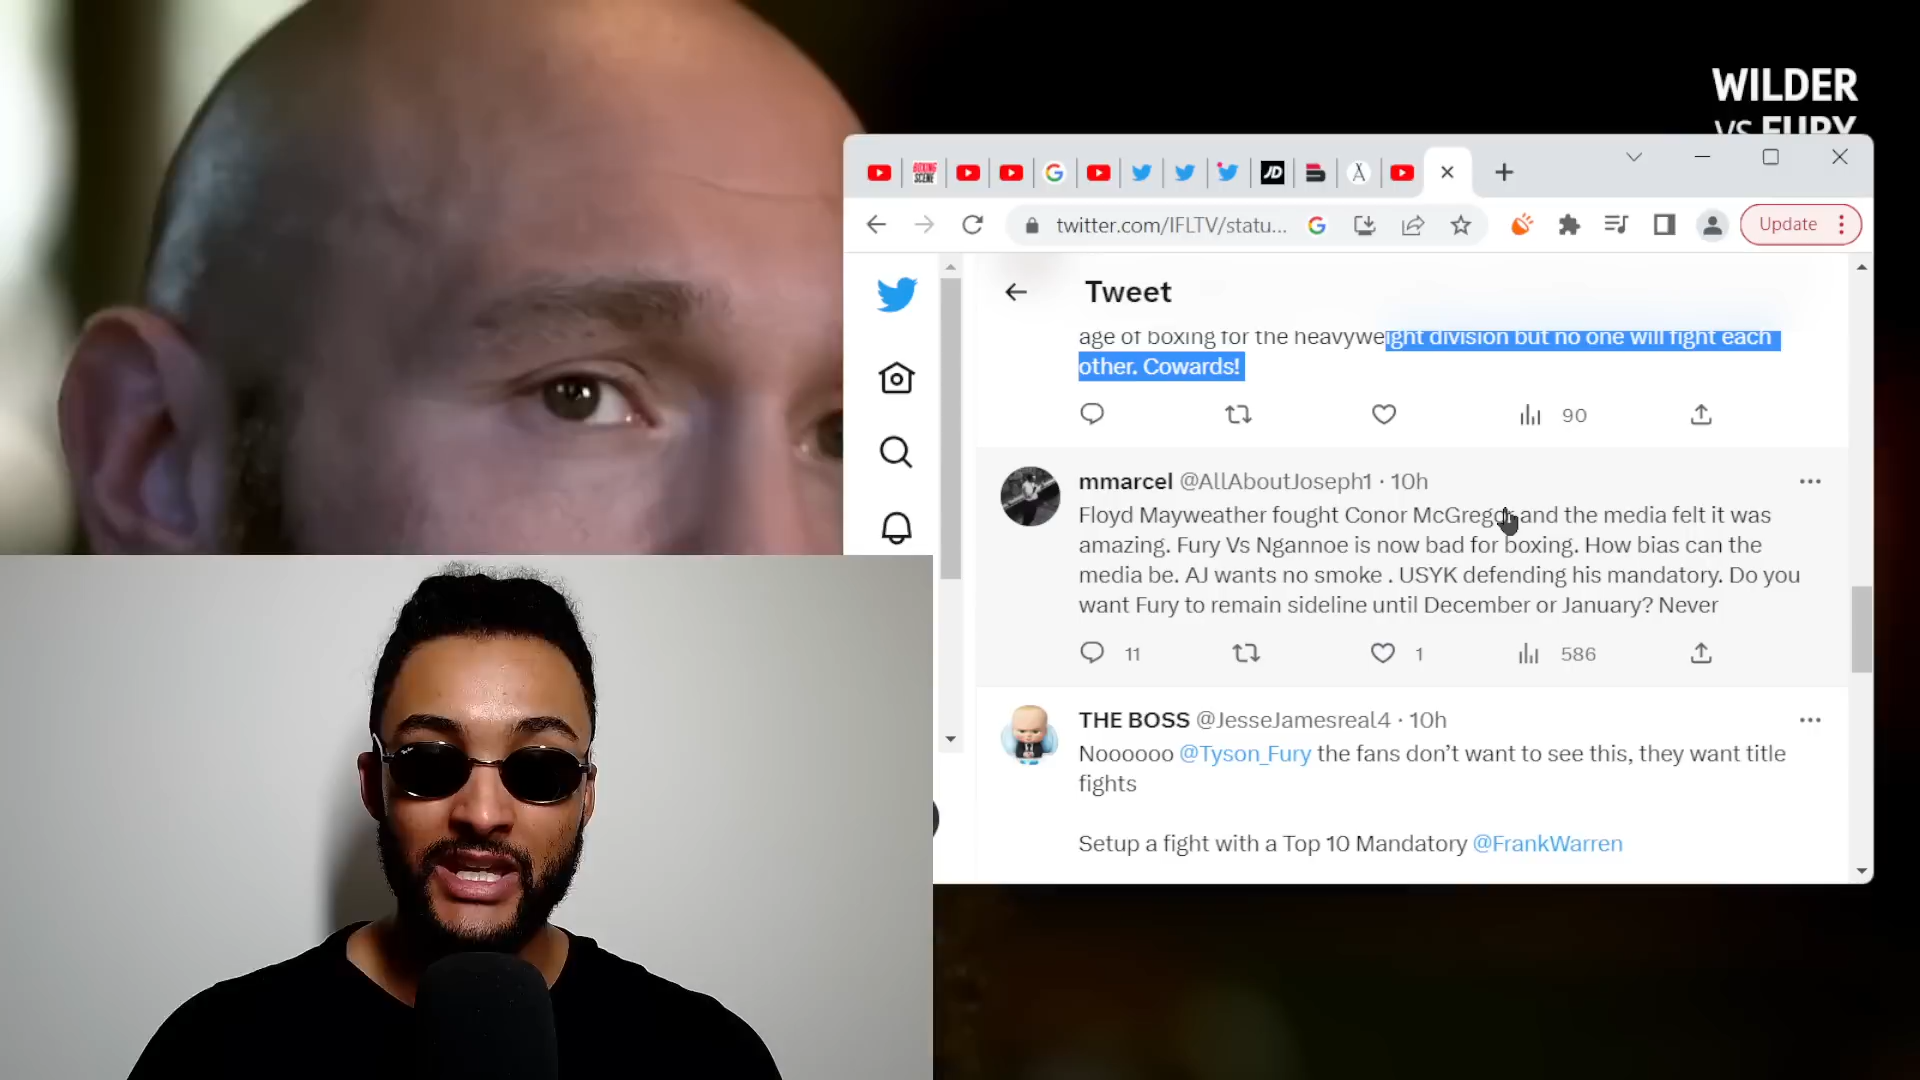 WILDER
VS FURY
BOXING
SCENE
JD
twitter.com/IFLTV/statu...
Update
Tweet
age of boxing for the heavyweight division but no one will fight each
other. Cowards!
90
mmarcel @AllAboutJoseph1 · 10h
Floyd Mayweather fought Conor McGregor and the media felt it was
amazing. Fury Vs Ngannoe is now bad for boxing. How bias can the
media be. AJ wants no smoke . USYK defending his mandatory. Do you
want Fury to remain sideline until December or January? Never
11 1 586
THE BOSS @JesseJamesreal4 · 10h
Noooooo @Tyson_Fury the fans don’t want to see this, they want title
fights
Setup a fight with a Top 10 Mandatory @FrankWarren